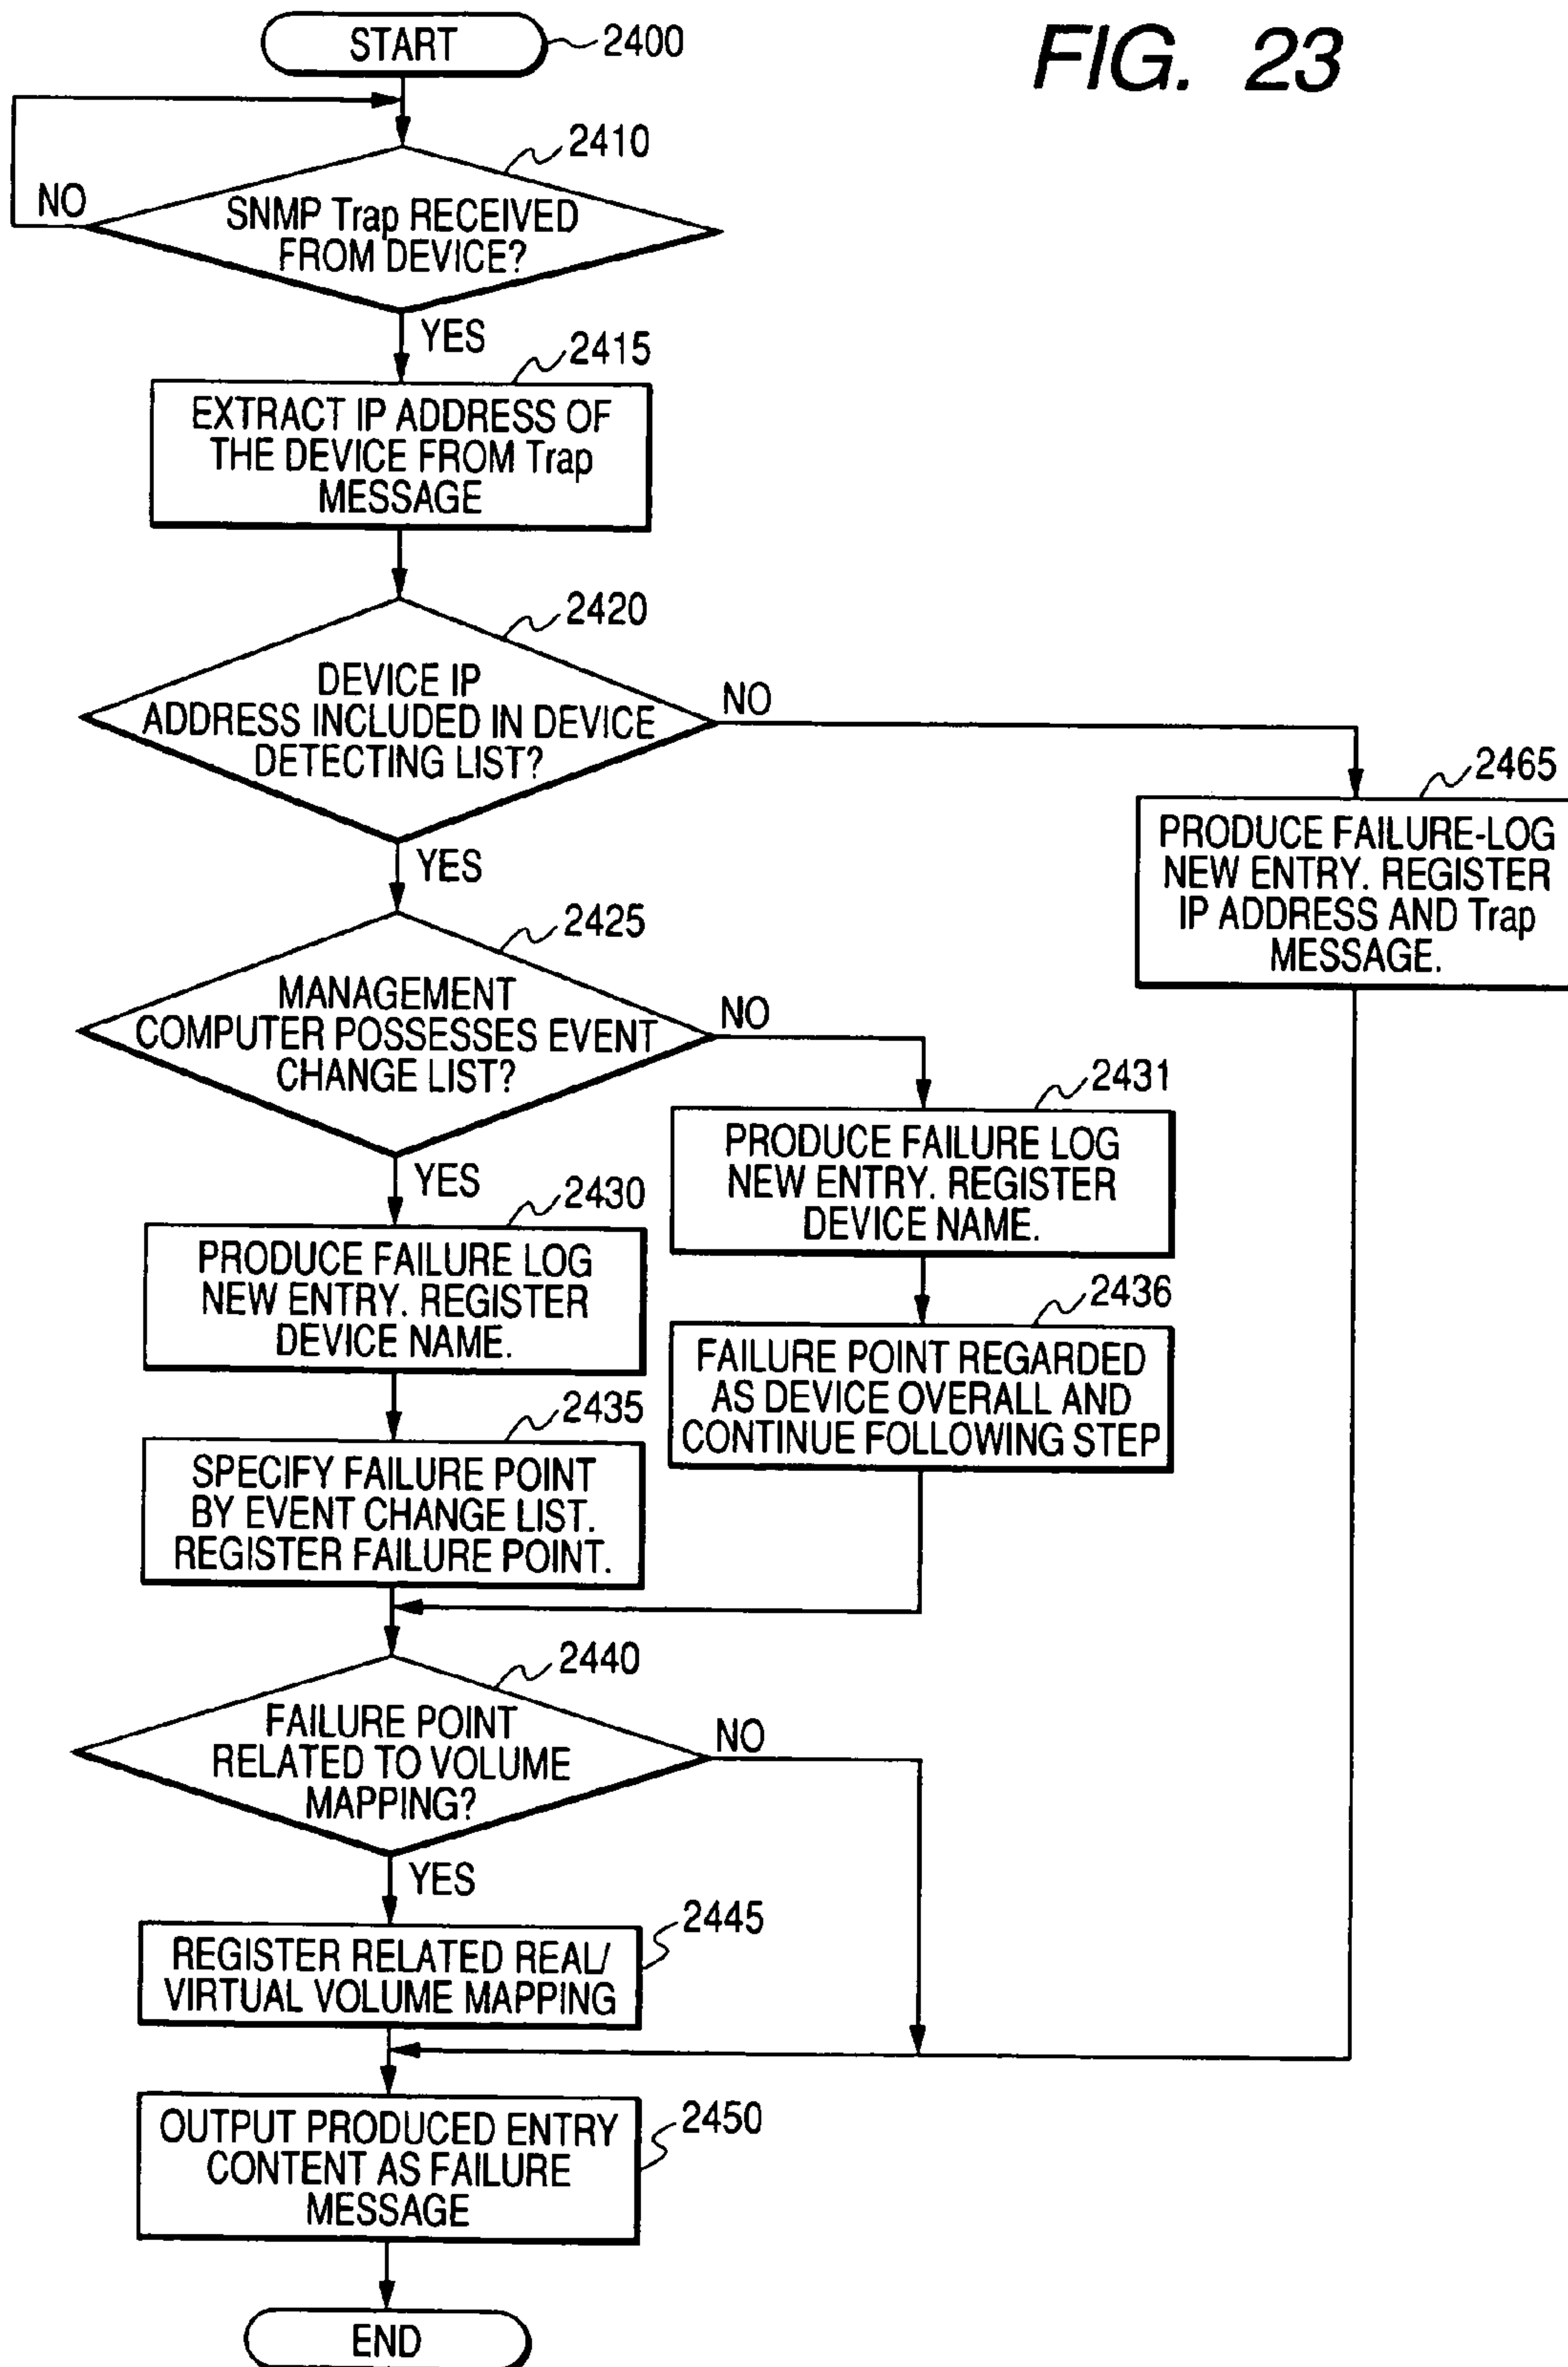 FIG. 23
START
2400
2410
NO
SNMP Trap RECEIVED
FROM DEVICE?
YES
2415
EXTRACT IP ADDRESS OF
THE DEVICE FROM Trap
MESSAGE
2420
DEVICE IP
ADDRESS INCLUDED IN DEVICE
DETECTING LIST?
NO
YES
2465
PRODUCE FAILURE-LOG
NEW ENTRY. REGISTER
IP ADDRESS AND Trap
MESSAGE.
2425
MANAGEMENT
COMPUTER POSSESSES EVENT
CHANGE LIST?
NO
YES
2431
PRODUCE FAILURE LOG
NEW ENTRY. REGISTER
DEVICE NAME.
2430
PRODUCE FAILURE LOG
NEW ENTRY. REGISTER
DEVICE NAME.
2436
FAILURE POINT REGARDED
AS DEVICE OVERALL AND
CONTINUE FOLLOWING STEP
2435
SPECIFY FAILURE POINT
BY EVENT CHANGE LIST.
REGISTER FAILURE POINT.
2440
FAILURE POINT
RELATED TO VOLUME
MAPPING?
NO
YES
2445
REGISTER RELATED REAL/
VIRTUAL VOLUME MAPPING
2450
OUTPUT PRODUCED ENTRY
CONTENT AS FAILURE
MESSAGE
END